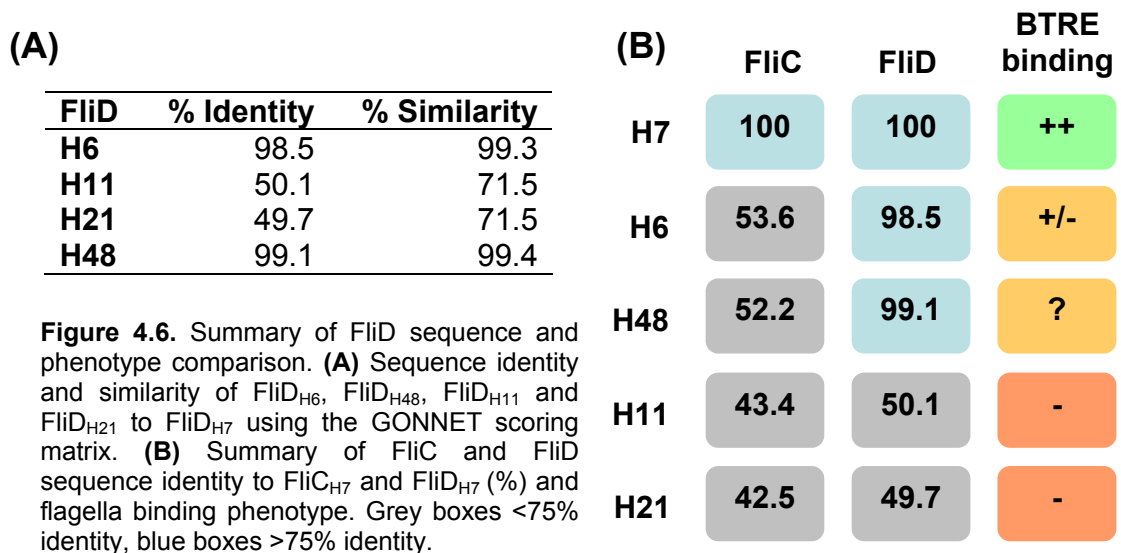 (A)
FliD % Identity % Similarity
H6 98.5 99.3
H11 50.1 71.5
H21 49.7 71.5
H48 99.1 99.4
Figure 4.6. Summary of FliD sequence and
phenotype comparison. (A) Sequence identity
and similarity of FliDH6, FliDH48, FliDH11 and
FliDH21 to FliDH7 using the GONNET scoring
matrix. (B) Summary of FliC and FliD
sequence identity to FliCH7 and FliDH7 (%) and
flagella binding phenotype. Grey boxes <75%
identity, blue boxes >75% identity.
(B)
FliC FliD BTRE
binding
H7 100 100 ++
H6 53.6 98.5 +/-
H48 52.2 99.1 ?
H11 43.4 50.1 -
H21 42.5 49.7 -